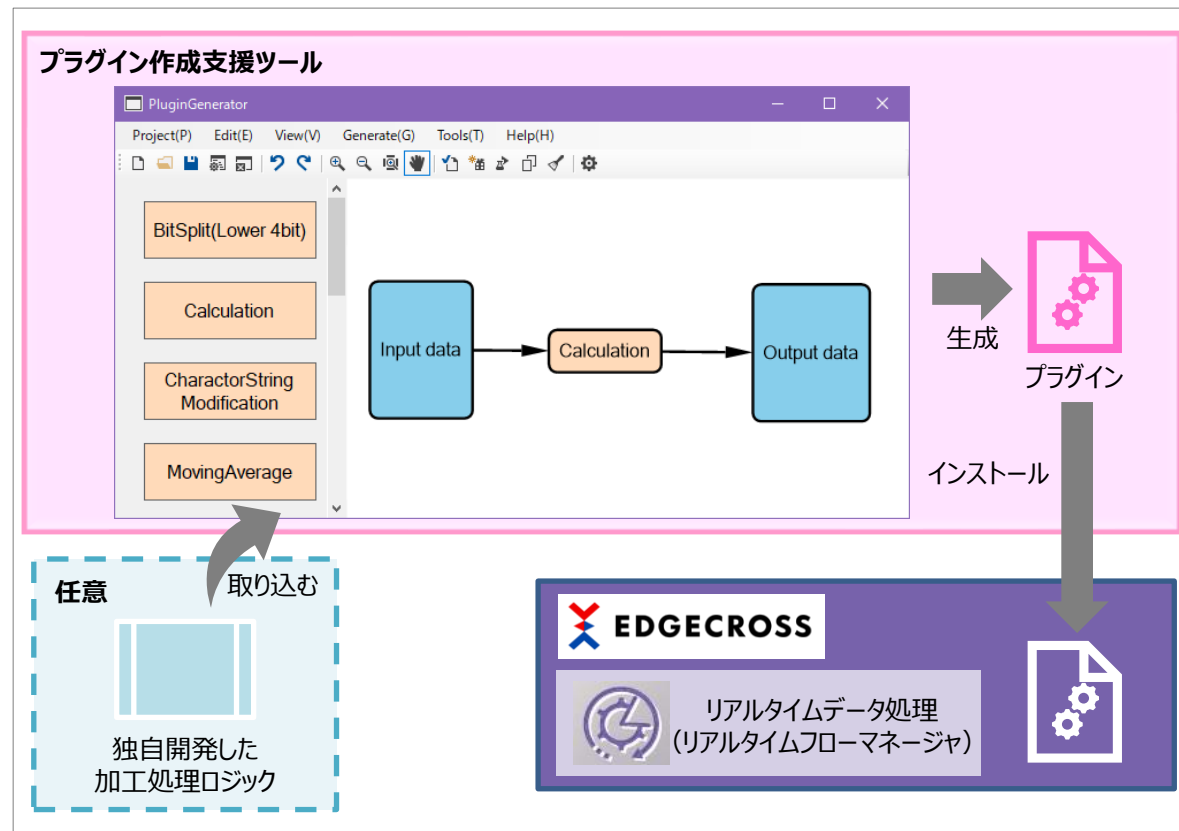 プラグイン作成支援ツール
PluginGenerator
Project(P) Edit(E) View(V) Generate(G) Tools(T) Help(H)
BitSplit(Lower 4bit)
Calculation
CharactorString
Modification
MovingAverage
Input data
Calculation
Output data
生成
プラグイン
インストール
任意
取り込む
独自開発した
加工処理ロジック
EDGECROSS
リアルタイムデータ処理
(リアルタイムフローマネージャ)